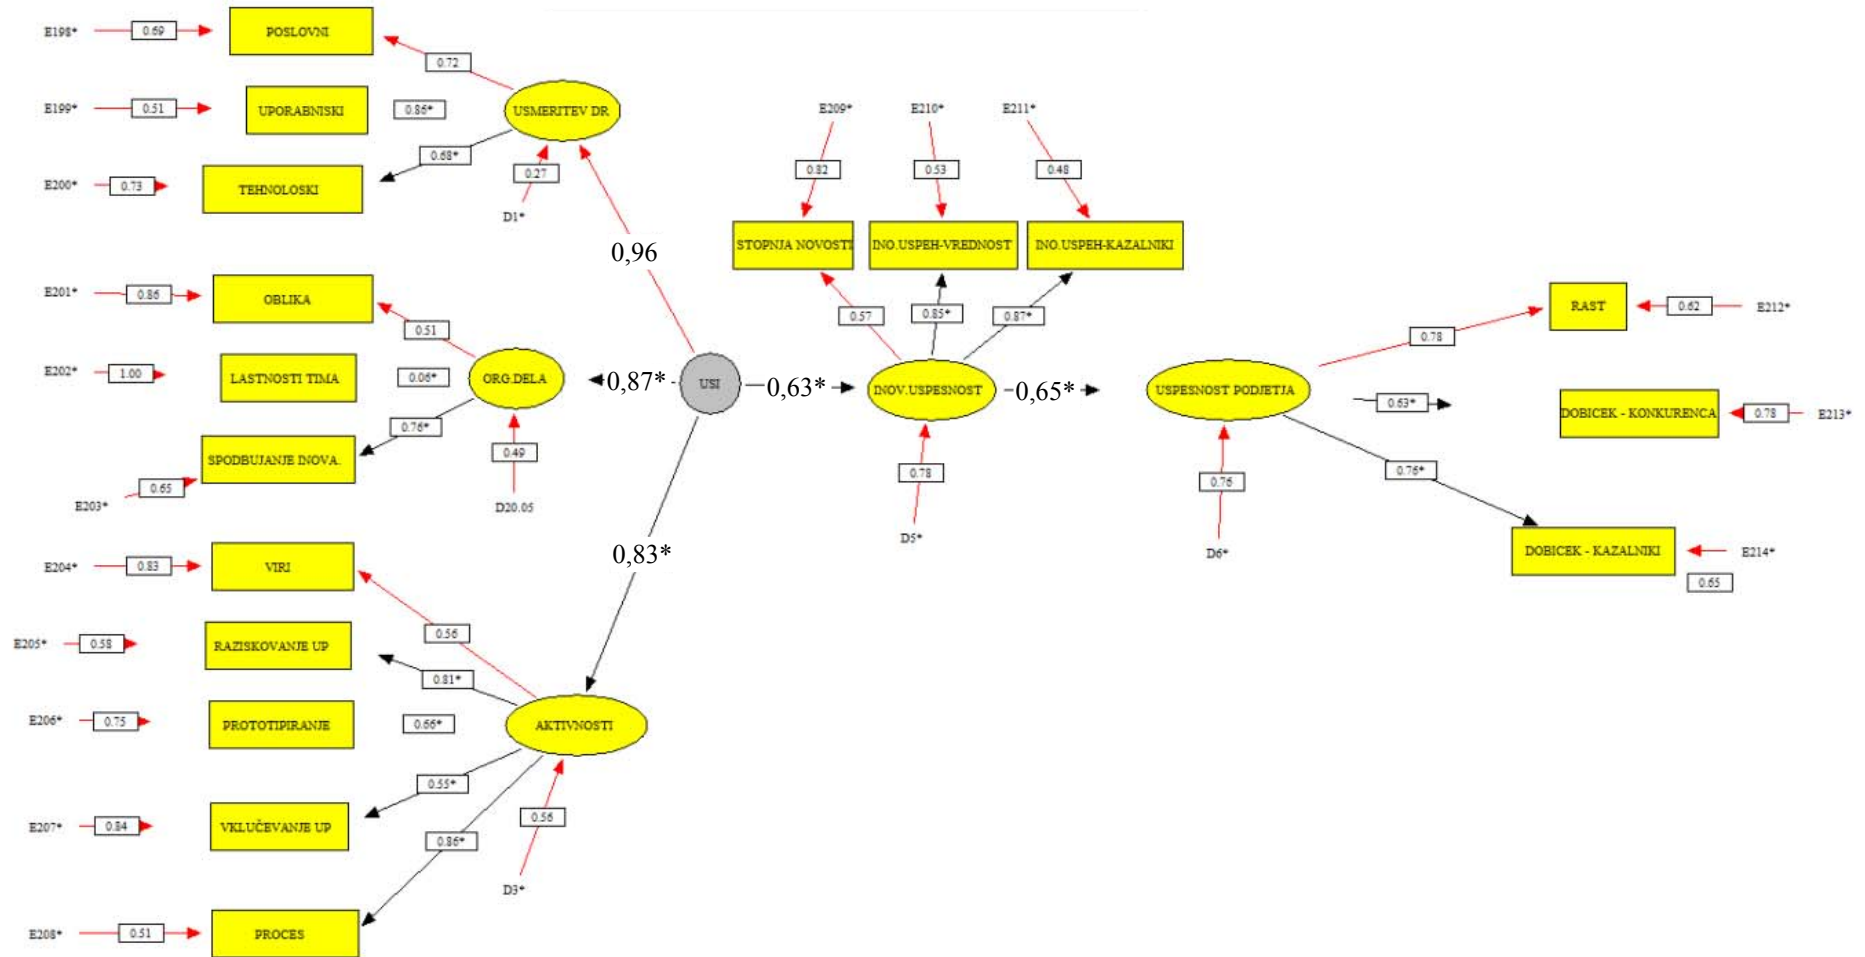 E198* 0.69 POSLOVNI
0.72
E199* 0.51 UPORABNISKI 0.86* USMERITEV DR
E200* 0.73 TEHNOLOSKI 0.68*
0.27
D1*
0,96
E201* 0.86 OBLIKA
0.51
E202* 1.00 LASTNOSTI TIMA 0.06* ORG.DELA
0,87*
USI
0,63*
0.76*
E203* 0.65 SPODBUJANJE INOVA.
0.49
D20.05
0,83*
E204* 0.83 VIRI
0.56
E205* 0.58 RAZISKOVANJE UP
0.81*
E206* 0.75 PROTOTIPIRANJE 0.66* AKTIVNOSTI
E207* 0.84 VKLUČEVANJE UP 0.55*
0.86*
0.56
D3*
E208* 0.51 PROCES
E209* E210* E211*
0.82 0.53 0.48
STOPNJA NOVOSTI INO.USPEH-VREDNOST INO.USPEH-KAZALNIKI
0.57 0.85* 0.87*
INOV.USPESNOST
0,65*
0.78
D5*
USPESNOST PODJETJA
0.76
D6*
0.78
RAST 0.62 E212*
0.63*
DOBICEK - KONKURENCA 0.78 E213*
0.76*
DOBICEK - KAZALNIKI E214*
0.65